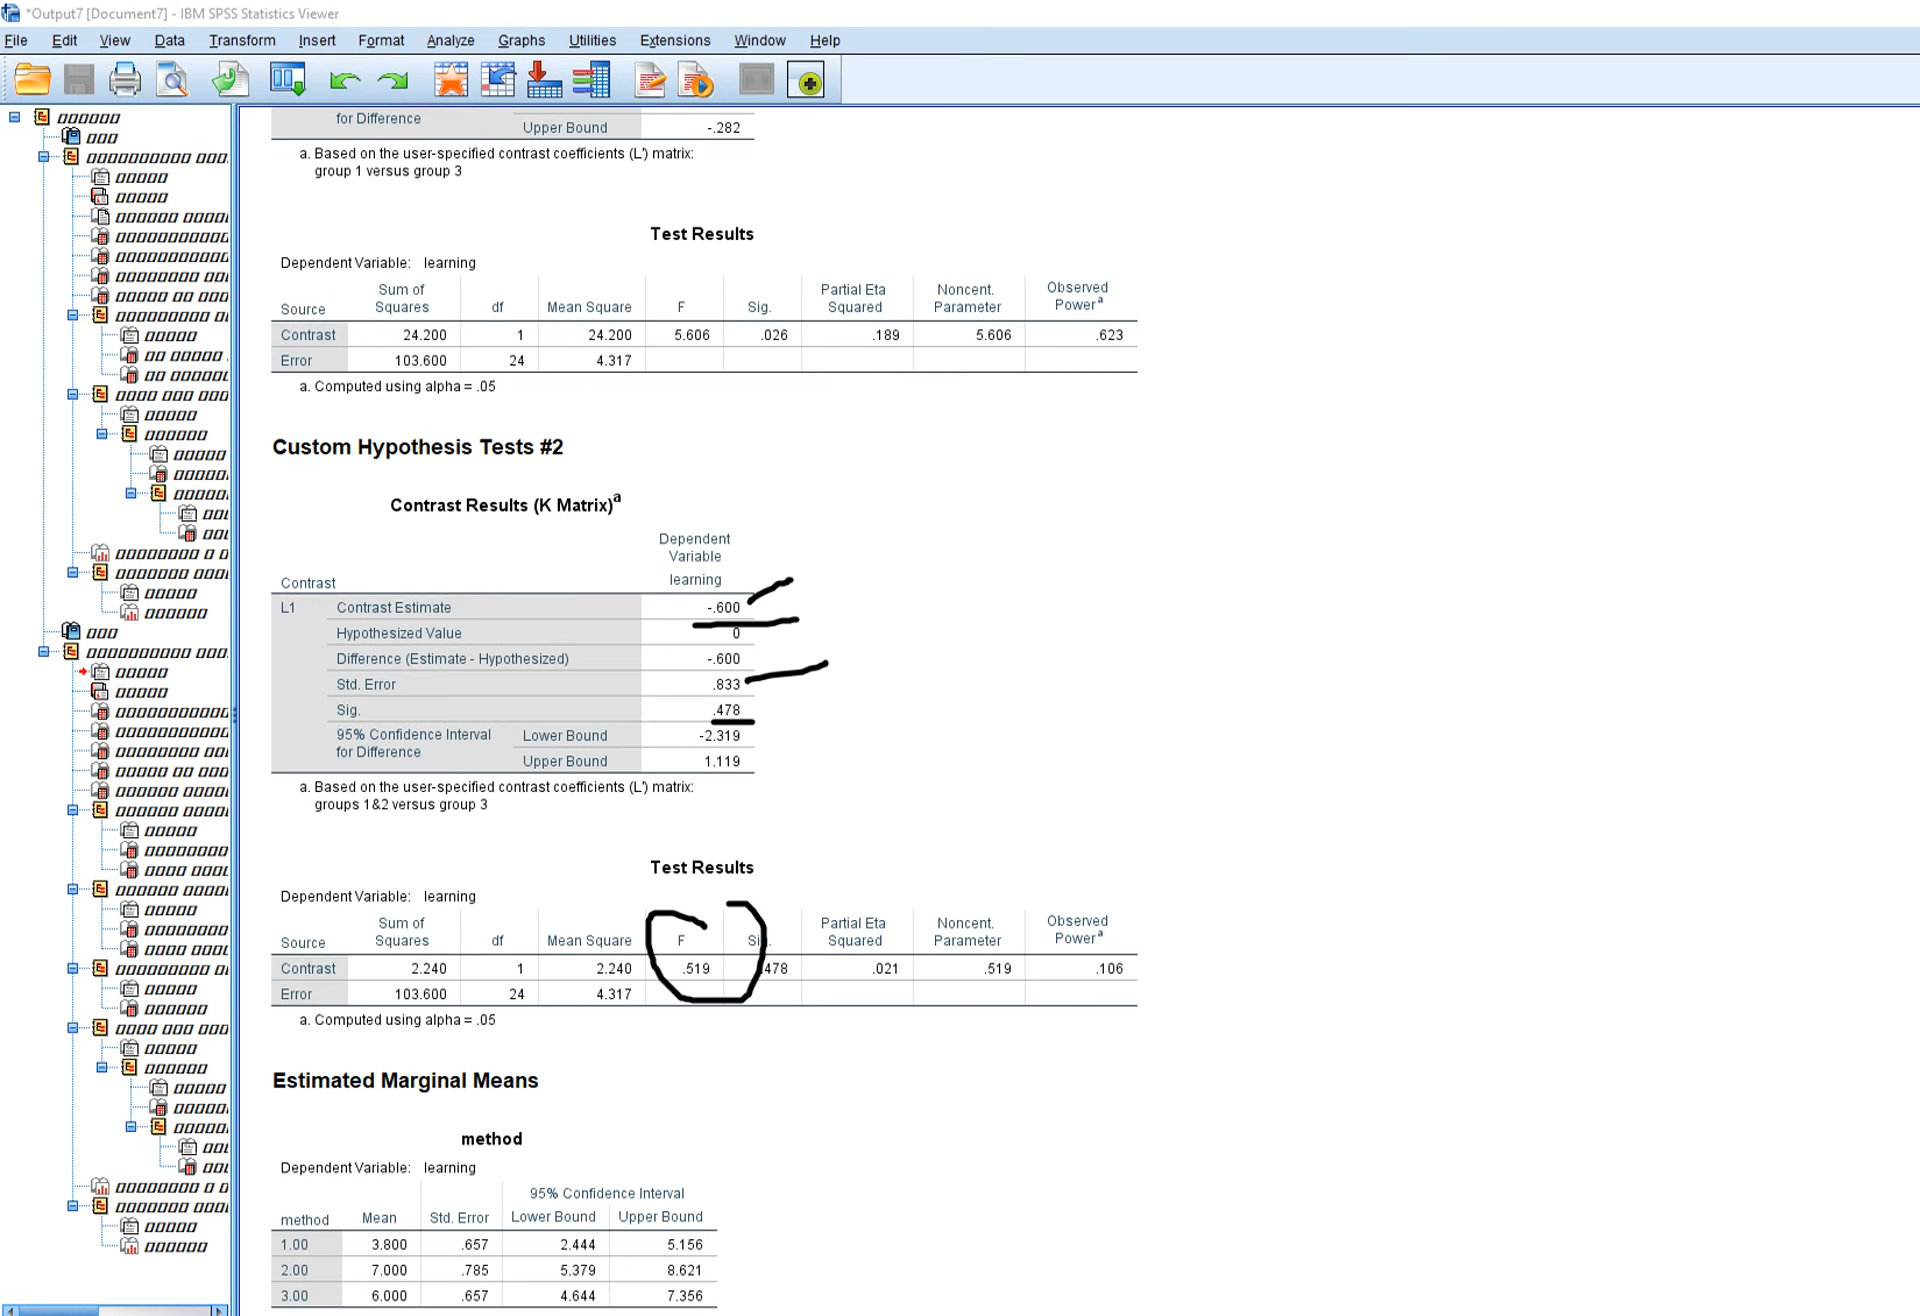 *Output7 [Document7] - IBM SPSS Statistics Viewer
File Edit View Data Transform Insert Format Analyze Graphs Utilities Extensions Window Help
for Difference Upper Bound -.282
a. Based on the user-specified contrast coefficients (L') matrix:
group 1 versus group 3
Test Results
Dependent Variable: learning
Source Sum of Squares df Mean Square F Sig. Partial Eta Squared Noncent. Parameter Observed Power a
Contrast 24.200 1 24.200 5.606 .026 .189 5.606 .623
Error 103.600 24 4.317
a. Computed using alpha = .05
Custom Hypothesis Tests #2
Contrast Results (K Matrix)a
Dependent
Variable
Contrast learning
L1 Contrast Estimate -.600
Hypothesized Value 0
Difference (Estimate - Hypothesized) -.600
Std. Error .833
Sig. .478
95% Confidence Interval for Difference Lower Bound -2.319
Upper Bound 1.119
a. Based on the user-specified contrast coefficients (L') matrix:
groups 1&2 versus group 3
Test Results
Dependent Variable: learning
Source Sum of Squares df Mean Square F Sig. Partial Eta Squared Noncent. Parameter Observed Power a
Contrast 2.240 1 2.240 .519 .478 .021 .519 .106
Error 103.600 24 4.317
a. Computed using alpha = .05
Estimated Marginal Means
method
Dependent Variable: learning
95% Confidence Interval
method Mean Std. Error Lower Bound Upper Bound
1.00 3.800 .657 2.444 5.156
2.00 7.000 .785 5.379 8.621
3.00 6.000 .657 4.644 7.356